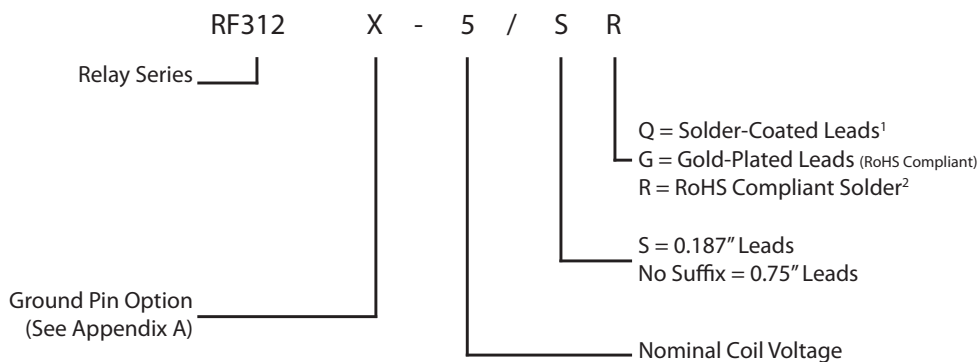 RF312 X - 5 / S R
Relay Series
Q = Solder-Coated Leads¹
G = Gold-Plated Leads (RoHS Compliant)
R = RoHS Compliant Solder²
S = 0.187" Leads
No Suffix = 0.75" Leads
Ground Pin Option
(See Appendix A)
Nominal Coil Voltage